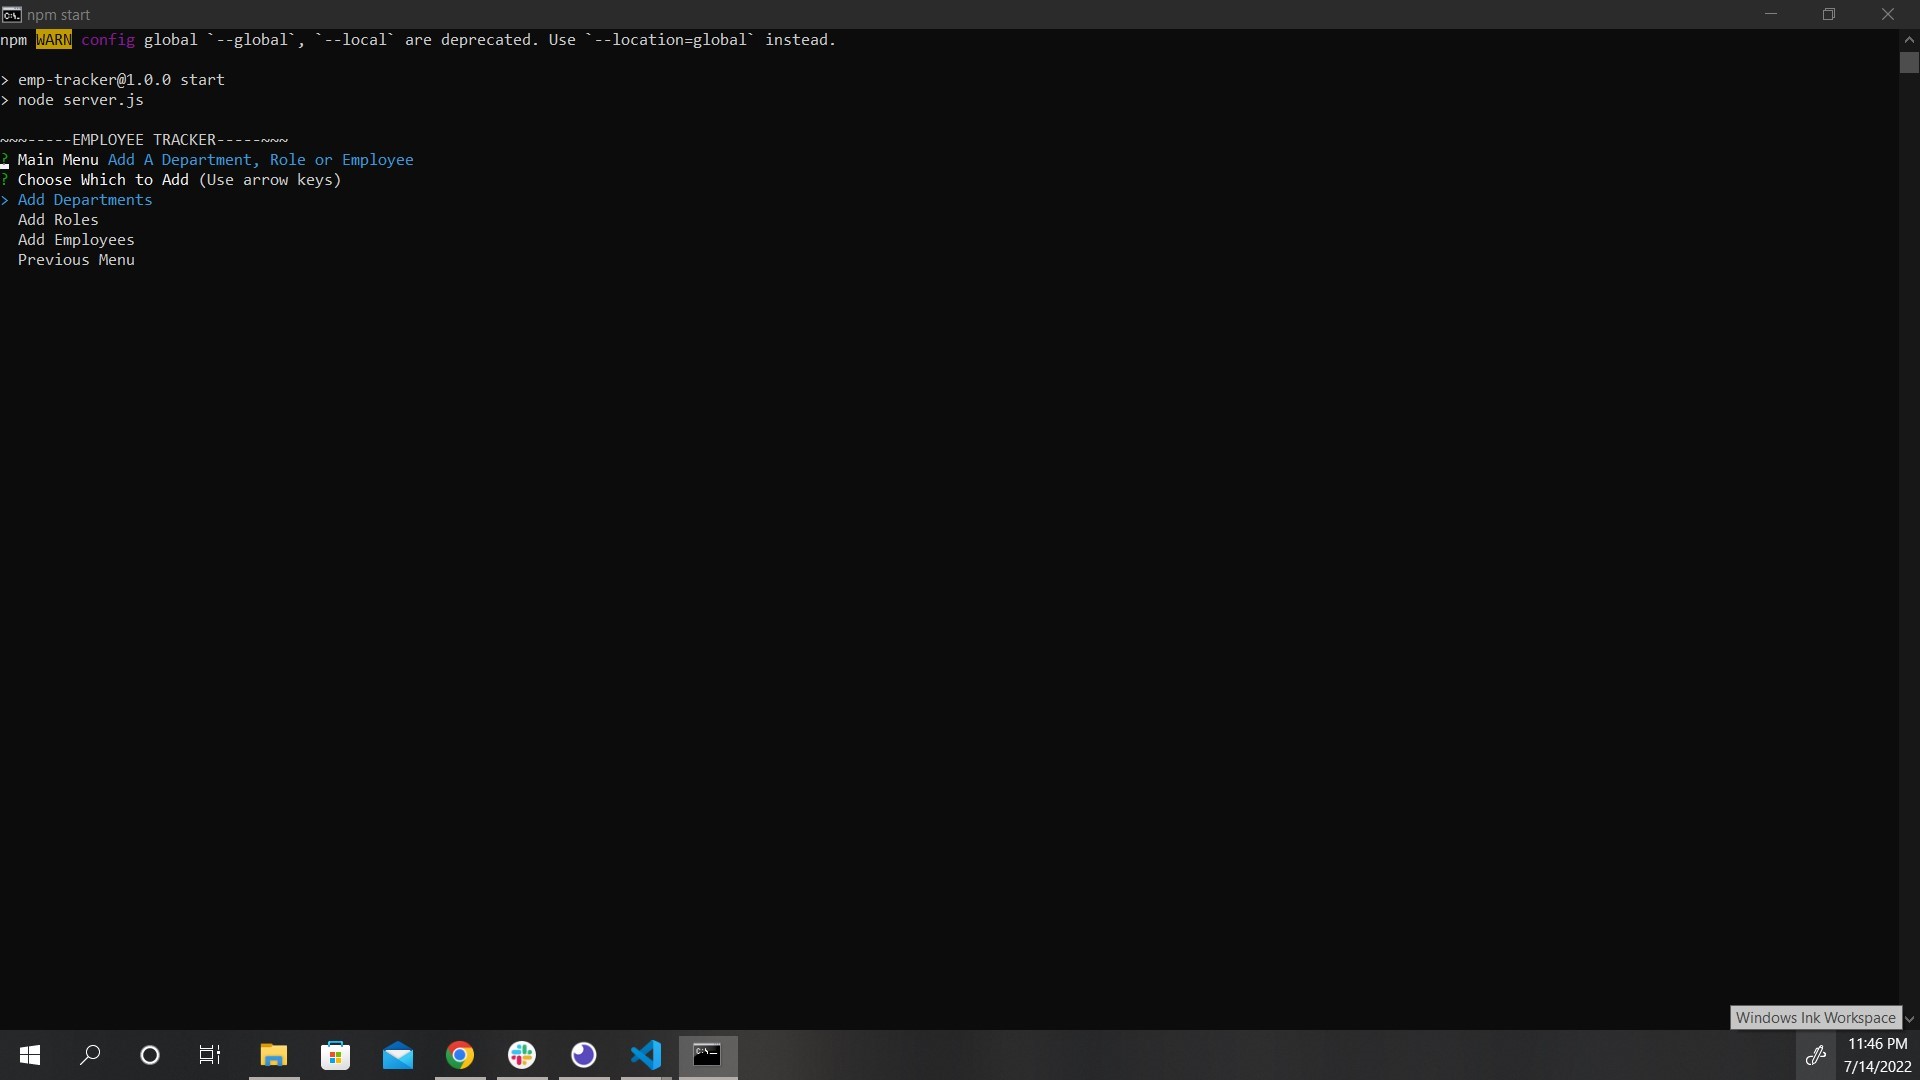 npm start
npm WARN config global `--global`, `--local` are deprecated. Use `--location=global` instead.
> emp-tracker@1.0.0 start
> node server.js
~~~-----EMPLOYEE TRACKER-----~~~
? Main Menu Add A Department, Role or Employee
? Choose Which to Add (Use arrow keys)
> Add Departments
Add Roles
Add Employees
Previous Menu
Windows Ink Workspace
11:46 PM
7/14/2022